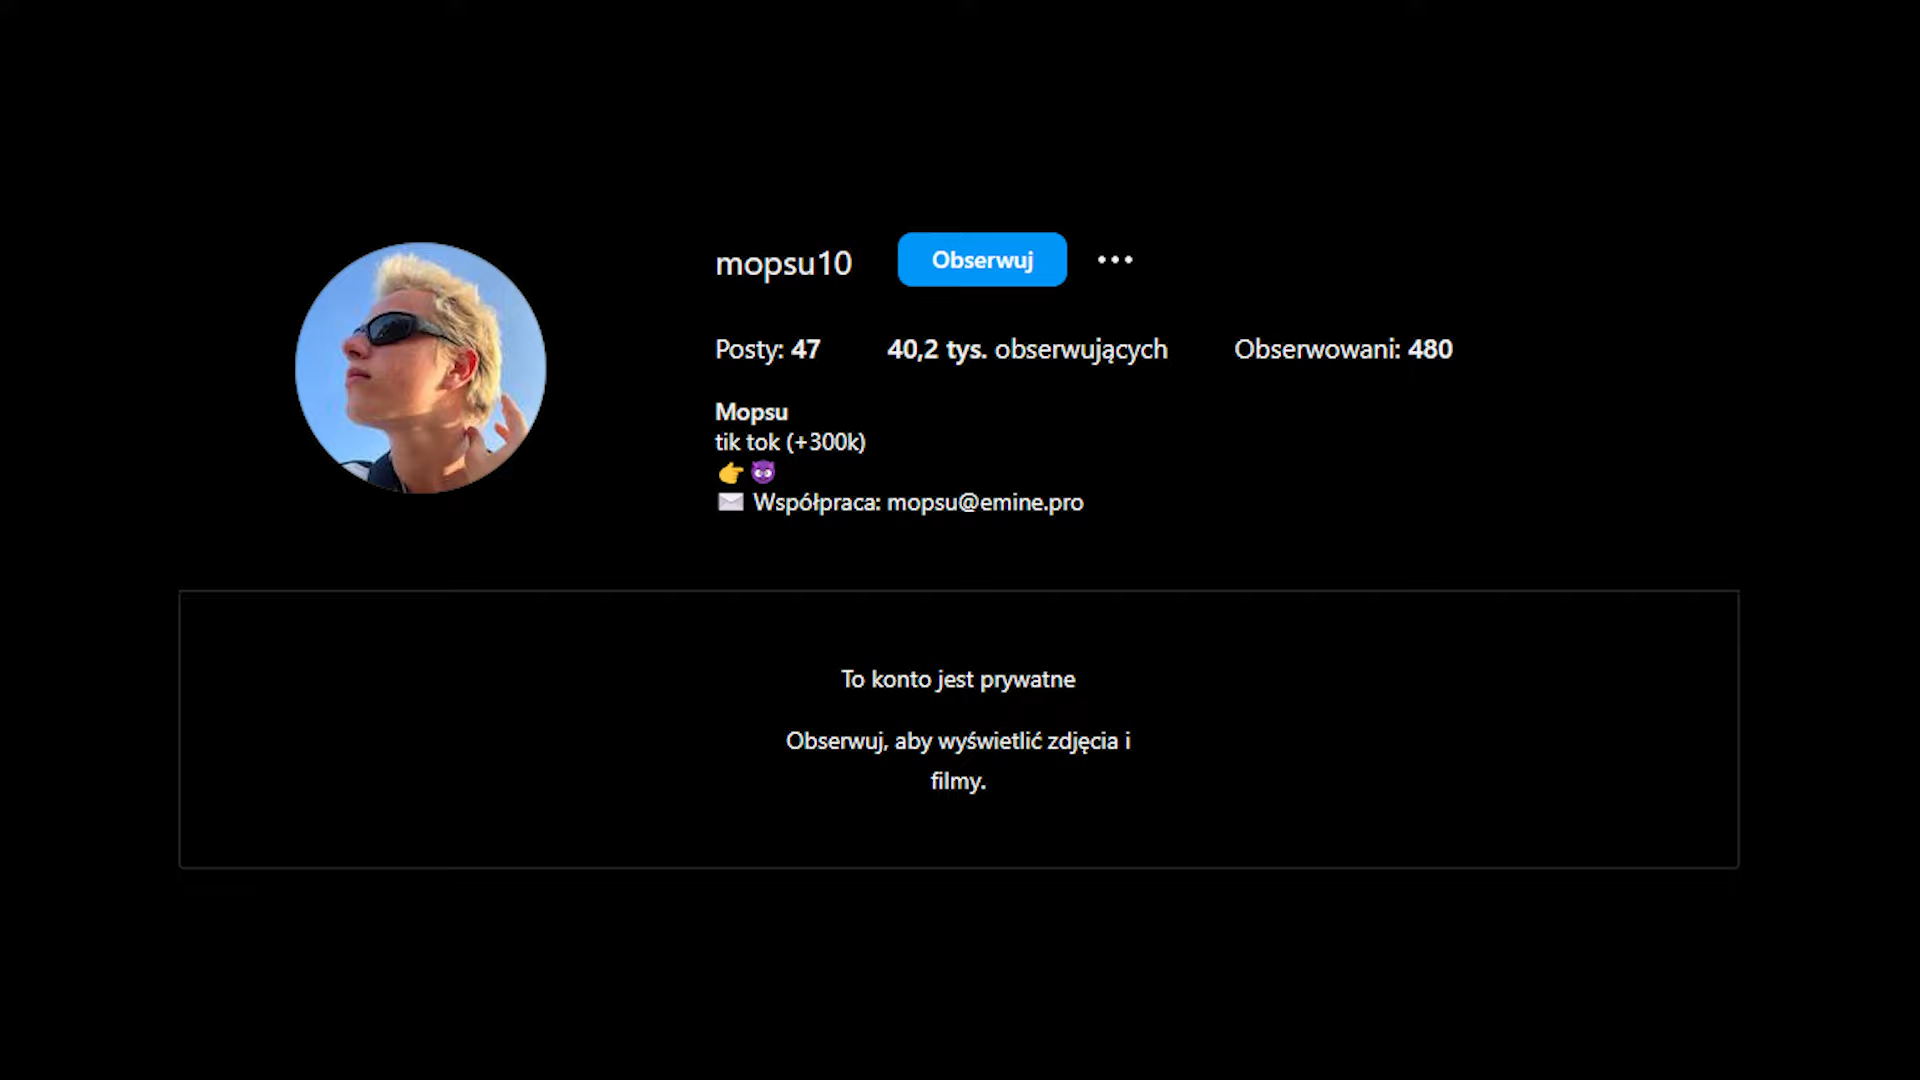 mopsu10 Obserwuj
Posty: 47 40,2 tys. obserwujących Obserwowani: 480
Mopsu
tik tok (+300k)
👉😈
✉️ Współpraca: mopsu@emine.pro
To konto jest prywatne
Obserwuj, aby wyświetlić zdjęcia i
filmy.